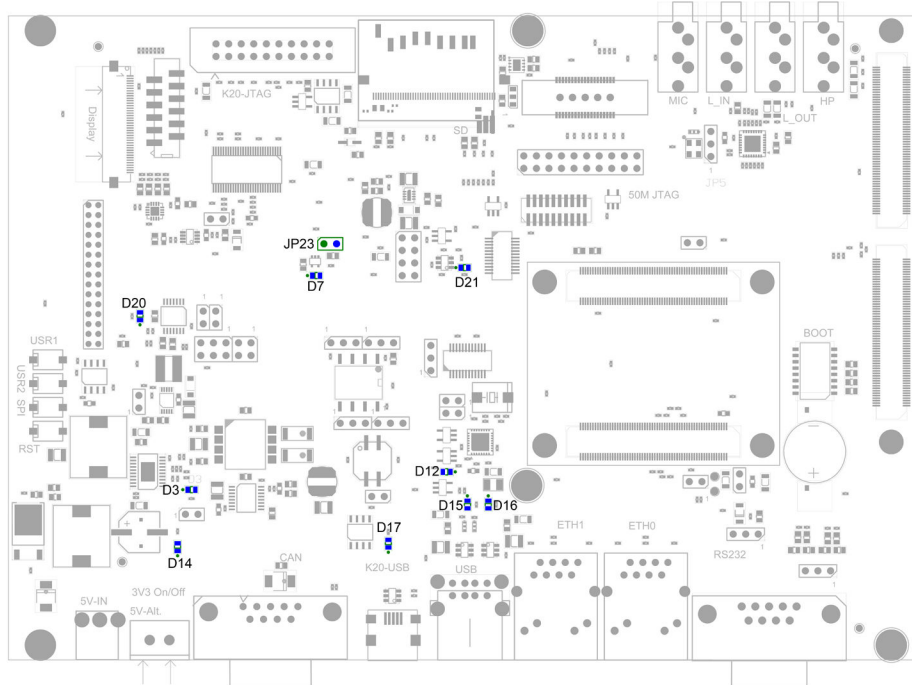 MIC
L_IN
L_OUT
HP
K20-JTAG
Display
SD
JP5
50M JTAG
JP23
D7
D21
D20
USR1
USR2
SPI
RST
BOOT
D12
D3
D15
D16
D17
D14
ETH1
ETH0
RS232
CAN
K20-USB
USB
5V-IN
3V3 On/Off
5V-Alt.